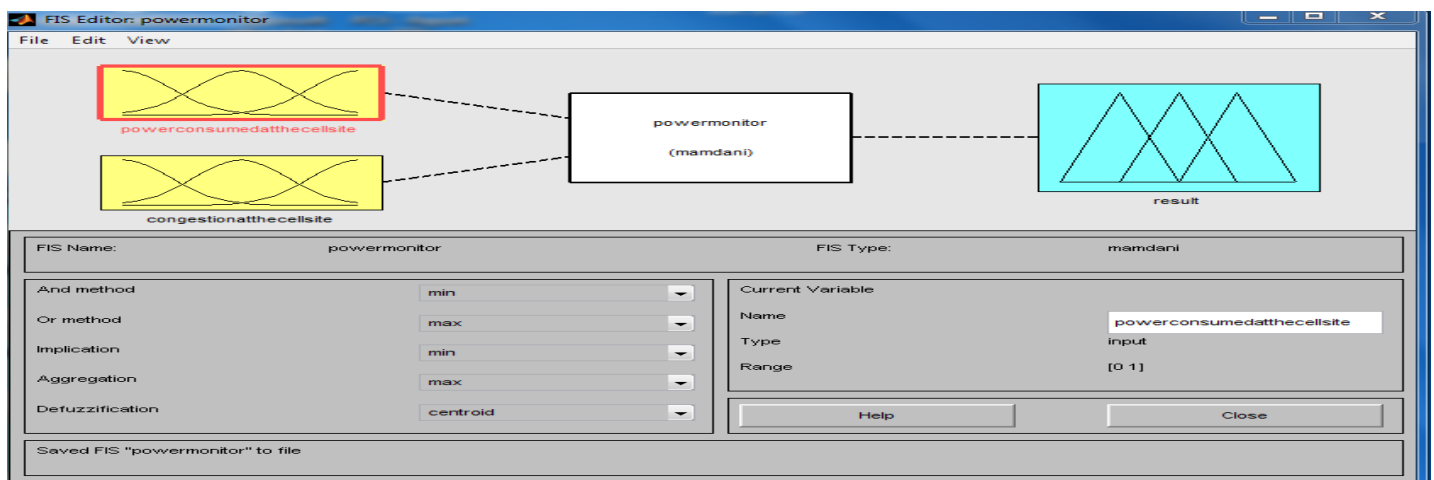 FIS Editor: powermonitor
File Edit View
powerconsumedatthecellsite
congestionatthecellsite
powermonitor
(mamdani)
result
FIS Name: powermonitor FIS Type: mamdani
And method min
Or method max
Implication min
Aggregation max
Defuzzification centroid
Current Variable
Name powerconsumedatthecellsite
Type input
Range [0 1]
Help Close
Saved FIS "powermonitor" to file